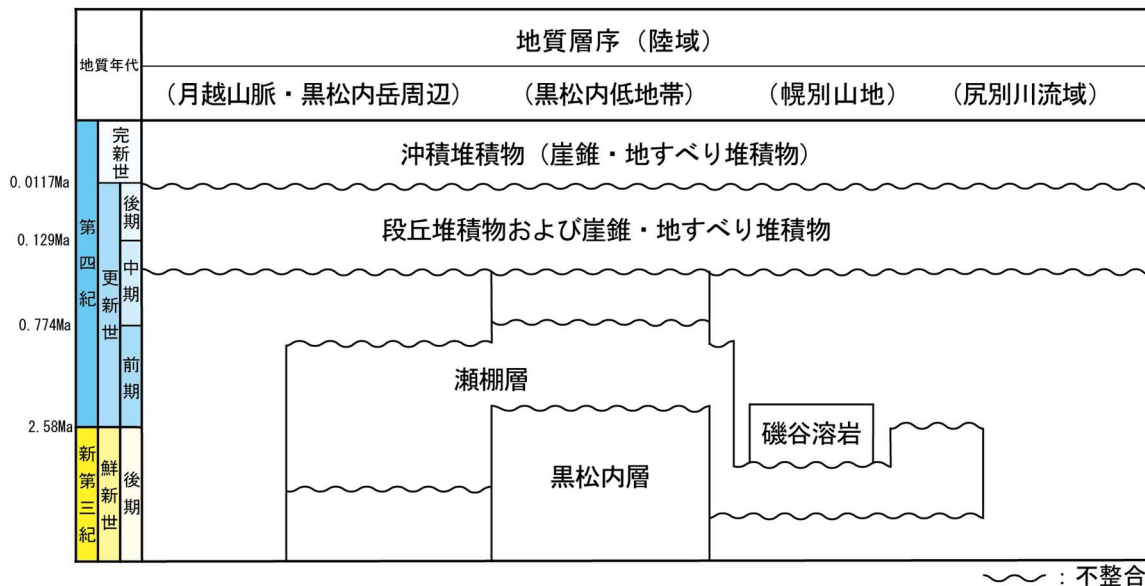 地質年代
地質層序（陸域）
（月越山脈・黒松内岳周辺）
（黒松内低地帯）
（幌別山地）
（尻別川流域）
第四紀
完新世
沖積堆積物（崖錐・地すべり堆積物）
0.0117Ma
更新世
後期
段丘堆積物および崖錐・地すべり堆積物
0.129Ma
中期
0.774Ma
前期
瀬棚層
2.58Ma
磯谷溶岩
新第三紀
鮮新世
後期
黒松内層
：不整合